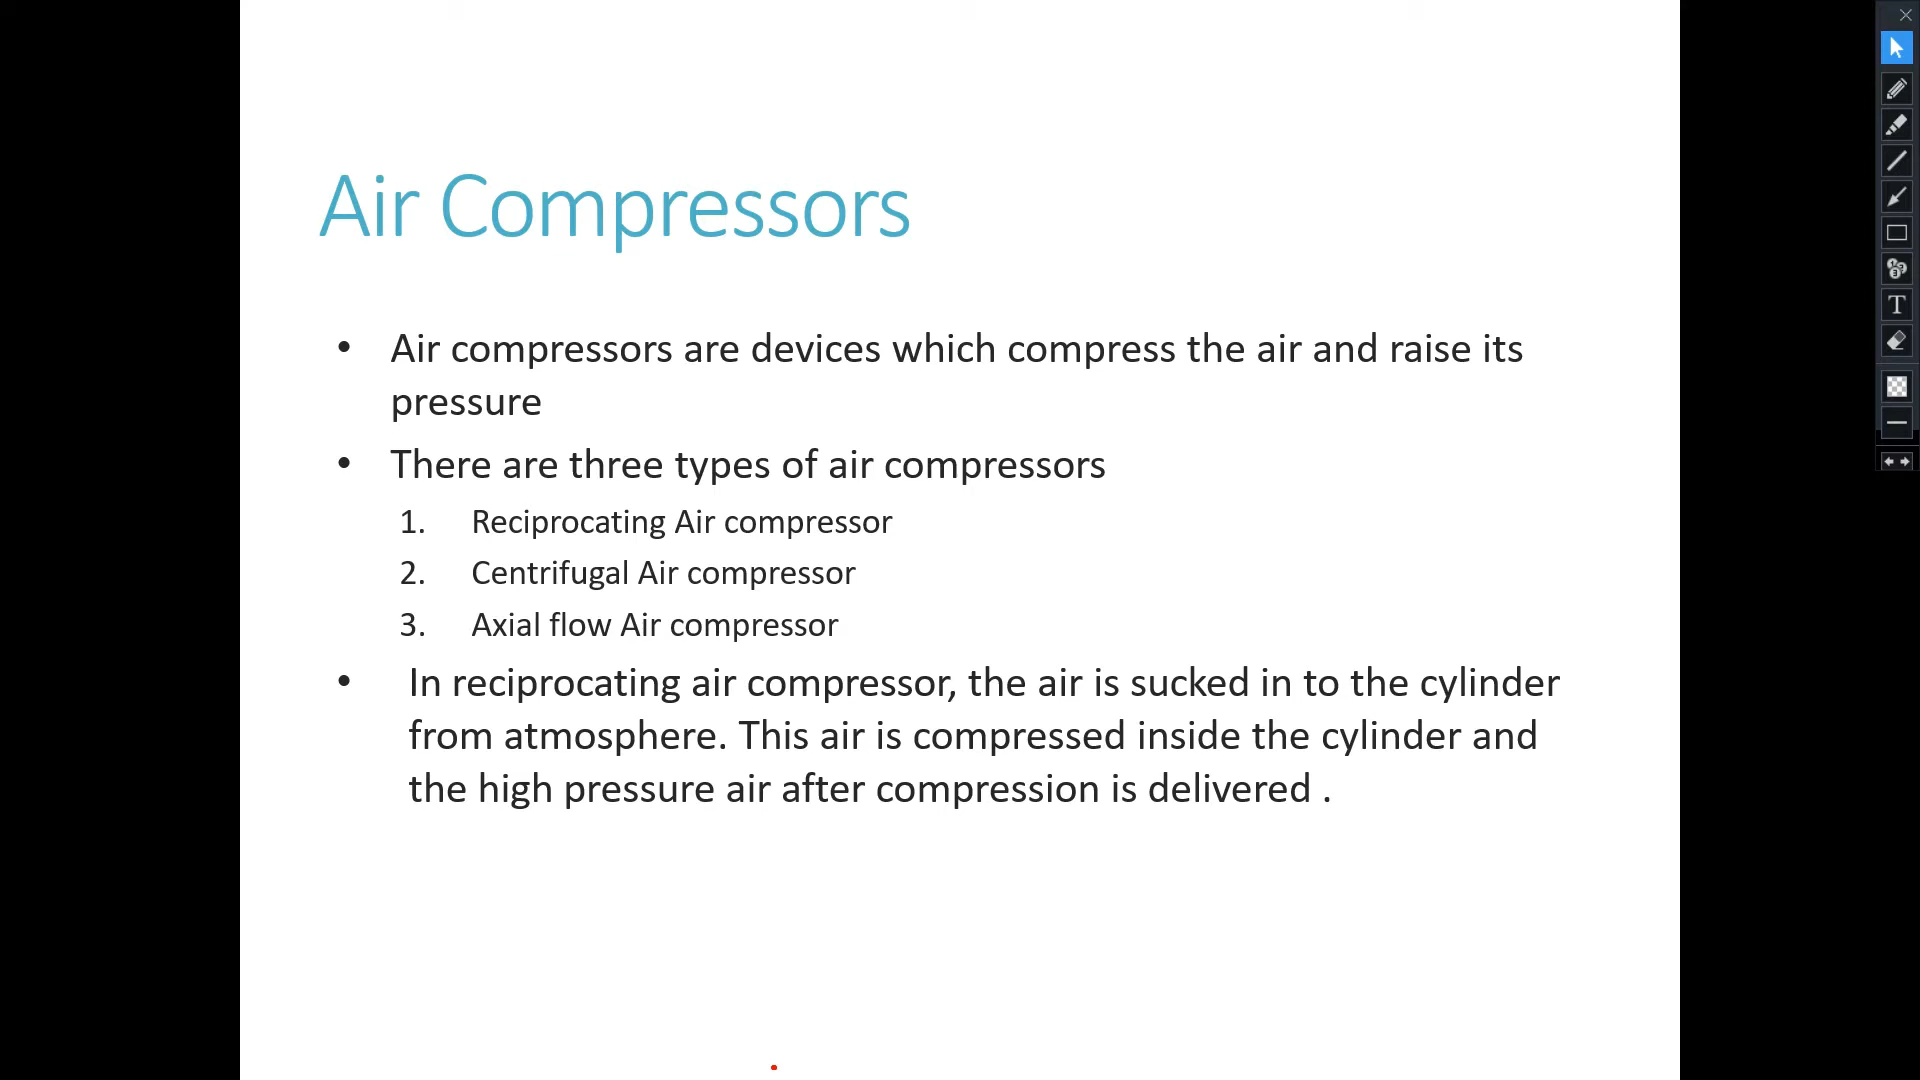 Air Compressors
• Air compressors are devices which compress the air and raise its
pressure
• There are three types of air compressors
1. Reciprocating Air compressor
2. Centrifugal Air compressor
3. Axial flow Air compressor
• In reciprocating air compressor, the air is sucked in to the cylinder
from atmosphere. This air is compressed inside the cylinder and
the high pressure air after compression is delivered .